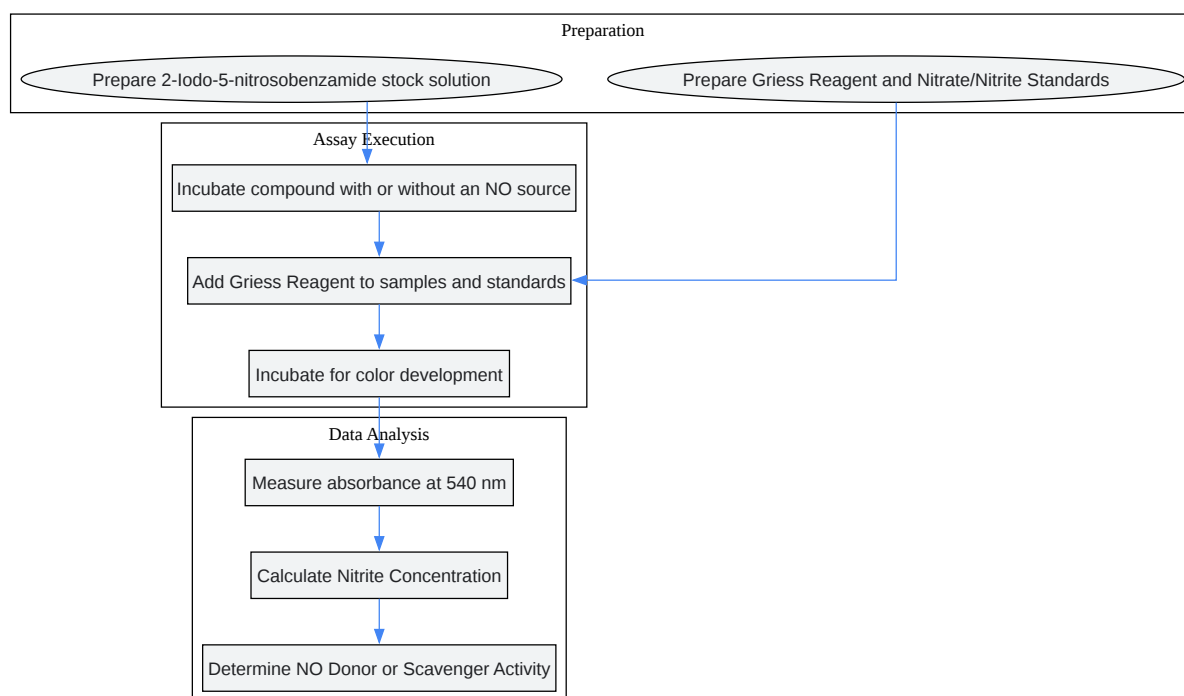 Preparation
Prepare 2-Iodo-5-nitrosobenzamide stock solution
Prepare Griess Reagent and Nitrate/Nitrite Standards
Assay Execution
Incubate compound with or without an NO source
Add Griess Reagent to samples and standards
Incubate for color development
Data Analysis
Measure absorbance at 540 nm
Calculate Nitrite Concentration
Determine NO Donor or Scavenger Activity